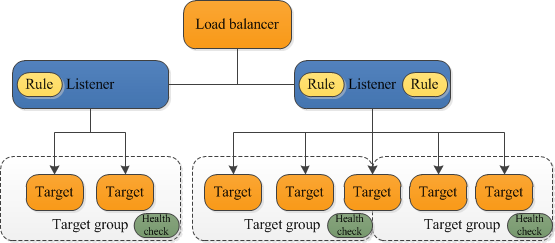 Load balancer
Rule Listener
Rule Listener Rule
Target Target
Target Target Target Target Target
Target group Health check
Target group Health check
Target group Health check